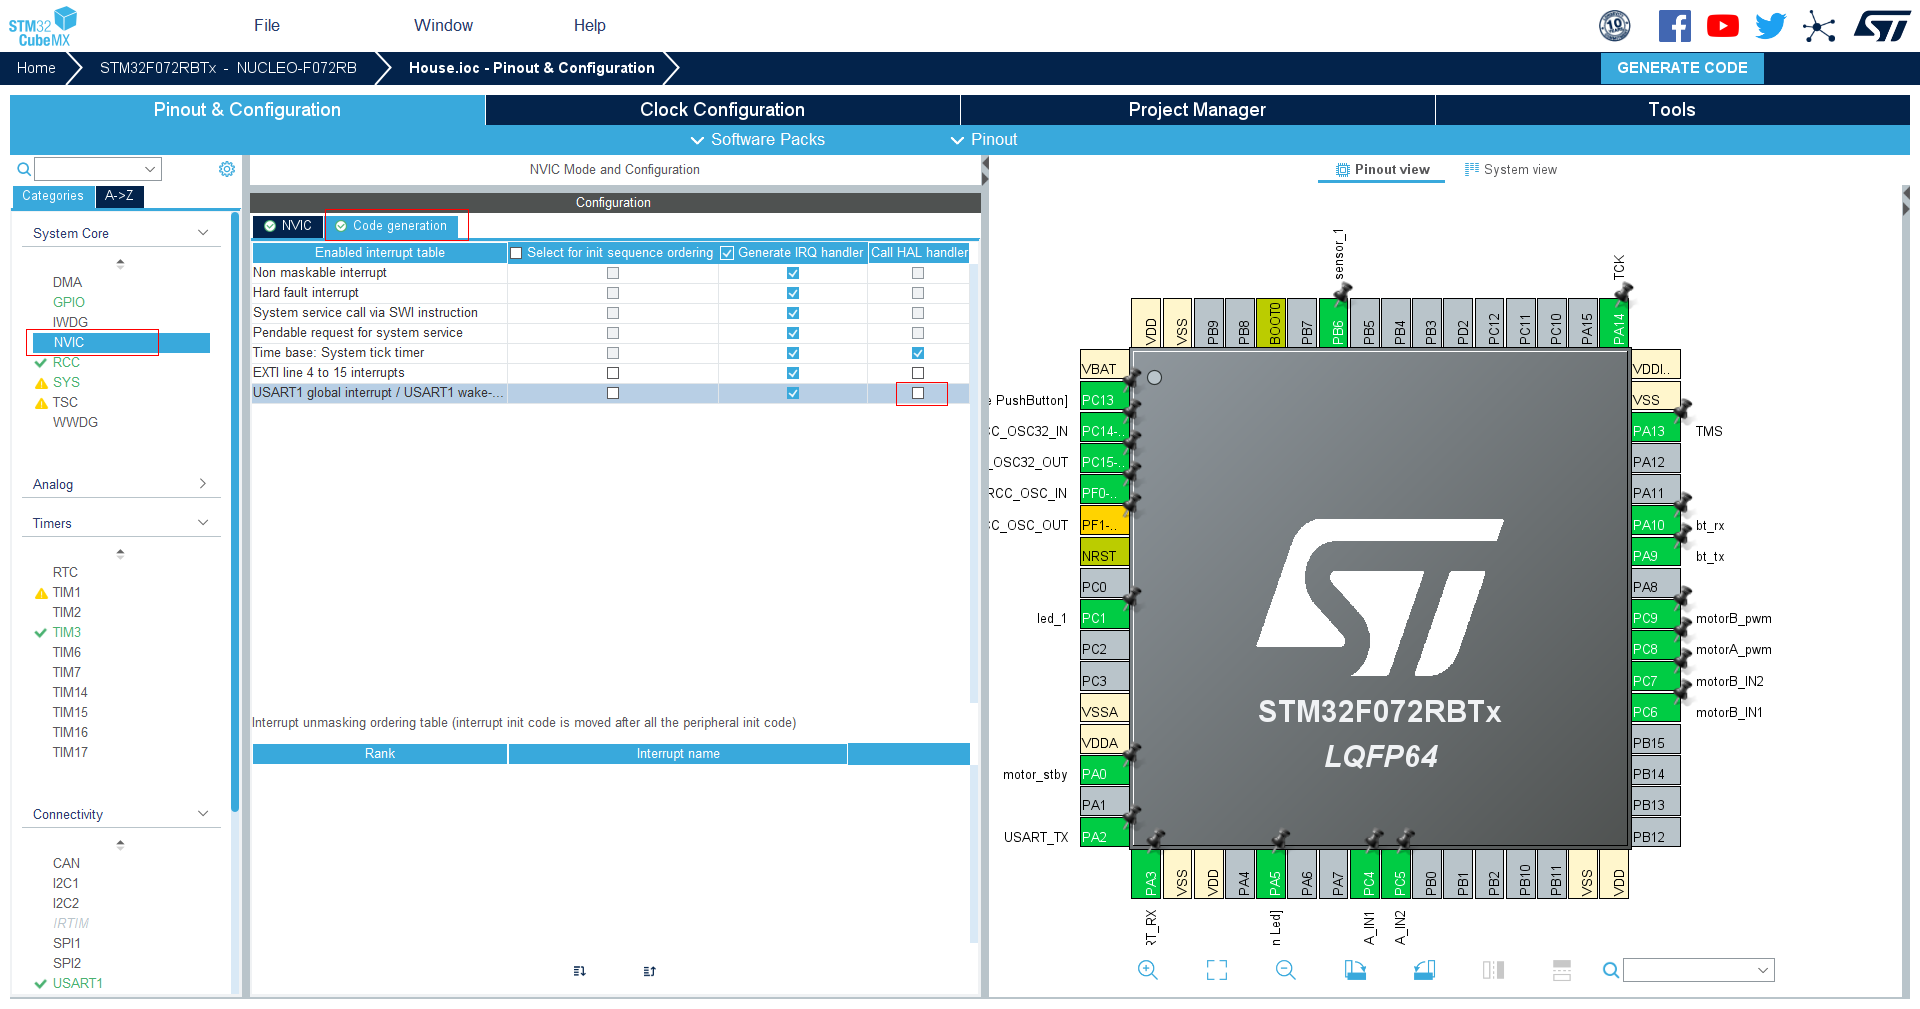 STM32
CubeMX
File
Window
Help
10
Home
STM32F072RBTx - NUCLEO-F072RB
House.ioc - Pinout & Configuration
GENERATE CODE
Pinout & Configuration
Clock Configuration
Project Manager
Tools
Software Packs
Pinout
Categories
A->Z
System Core
DMA
GPIO
IWDG
NVIC
RCC
SYS
TSC
WWDG
Analog
Timers
RTC
TIM1
TIM2
TIM3
TIM6
TIM7
TIM14
TIM15
TIM16
TIM17
Connectivity
CAN
I2C1
I2C2
IRTIM
SPI1
SPI2
USART1
NVIC Mode and Configuration
Configuration
NVIC
Code generation
Enabled interrupt table
Select for init sequence ordering
Generate IRQ handler
Call HAL handler
Non maskable interrupt
Hard fault interrupt
System service call via SWI instruction
Pendable request for system service
Time base: System tick timer
EXTI line 4 to 15 interrupts
USART1 global interrupt / USART1 wake-...
Interrupt unmasking ordering table (interrupt init code is moved after all the peripheral init code)
Rank
Interrupt name
Pinout view
System view
sensor_1
TCK
VDD
VSS
PB9
PB8
BOOT0
PB7
PB6
PB5
PB4
PB3
PD2
PC12
PC11
PC10
PA15
PA14
VBAT
e PushButton] PC13
CC_OSC32_IN PC14-..
_OSC32_OUT PC15-..
RCC_OSC_IN PF0-..
CC_OSC_OUT PF1-..
NRST
PC0
led_1 PC1
PC2
PC3
VSSA
VDDA
motor_stby PA0
PA1
USART_TX PA2
VDDI..
VSS
PA13 TMS
PA12
PA11
PA10 bt_rx
PA9 bt_tx
PA8
PC9 motorB_pwm
PC8 motorA_pwm
PC7 motorB_IN2
PC6 motorB_IN1
PB15
PB14
PB13
PB12
ST
STM32F072RBTx
LQFP64
PA3
VSS
VDD
PA4
PA5
PA6
PA7
PC4
PC5
PB0
PB1
PB2
PB10
PB11
VSS
VDD
RT_RX
n Led]
A_IN1
A_IN2